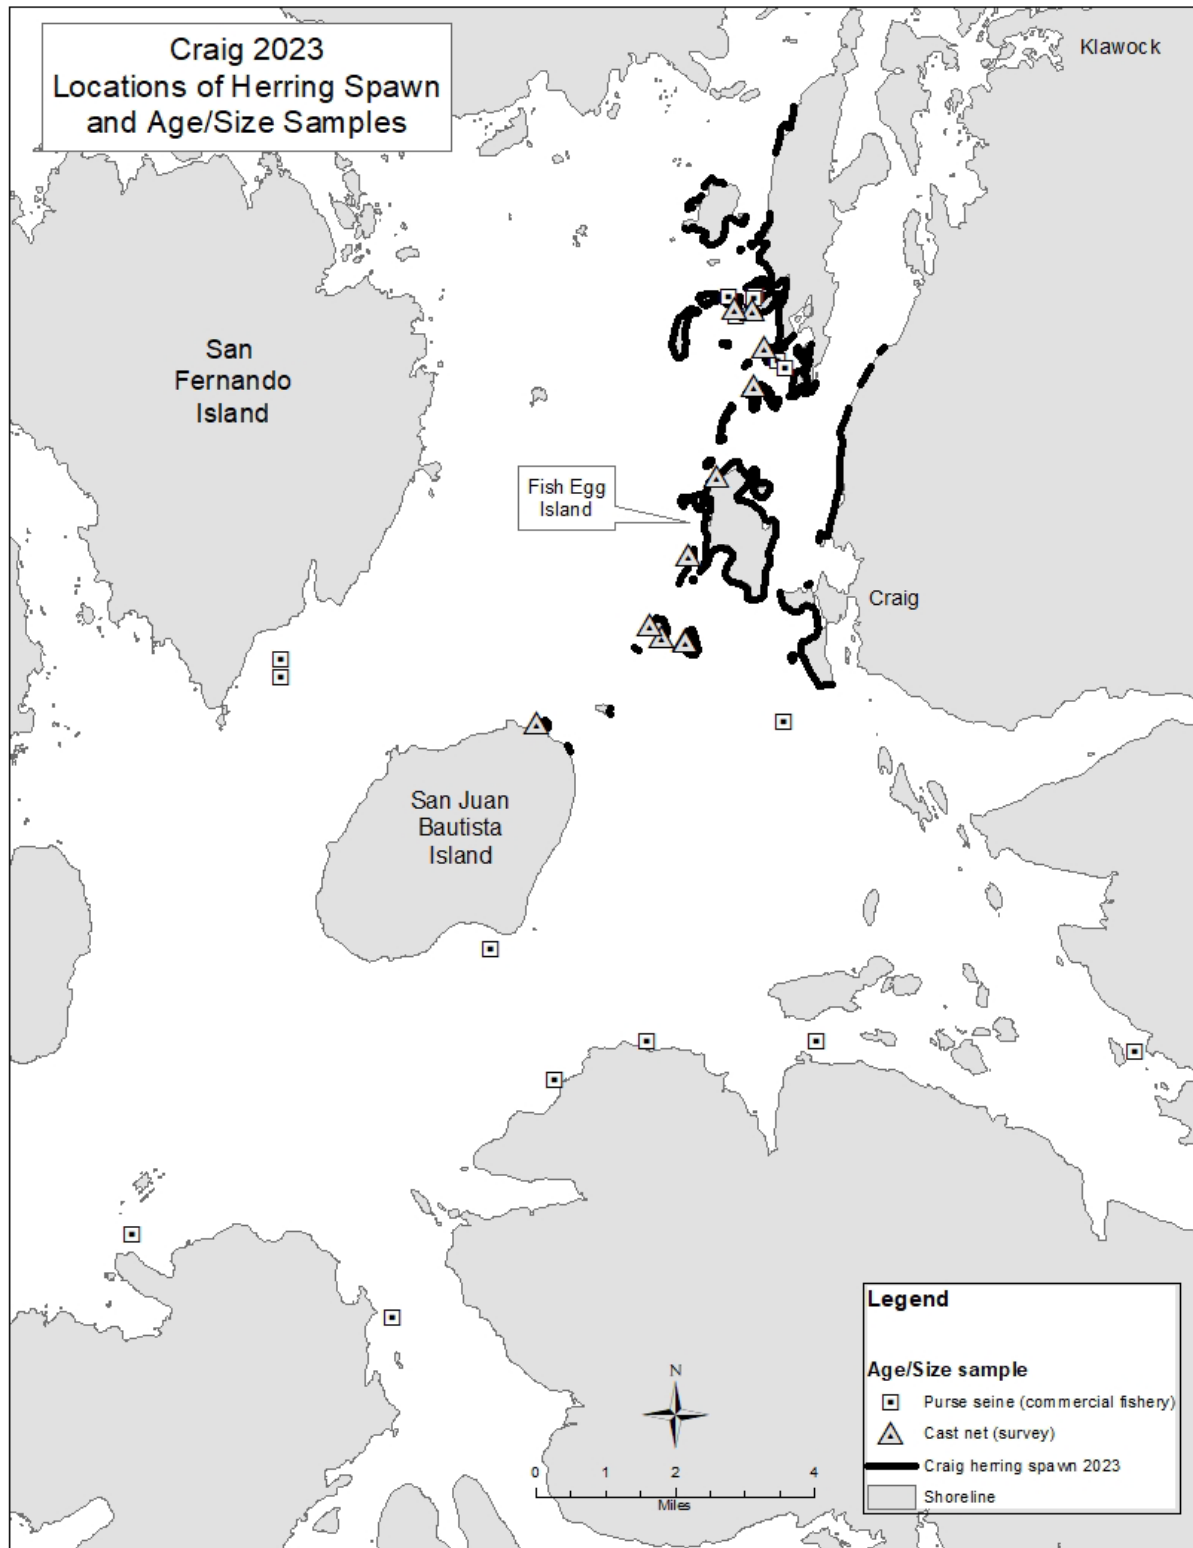 Craig 2023
Locations of Herring Spawn
and Age/Size Samples
Klawock
San
Fernando
Island
Fish Egg
Island
Craig
San Juan
Bautista
Island
Legend
Age/Size sample
Purse seine (commercial fishery)
Cast net (survey)
Craig herring spawn 2023
Shoreline
N
0 1 2 4
Miles